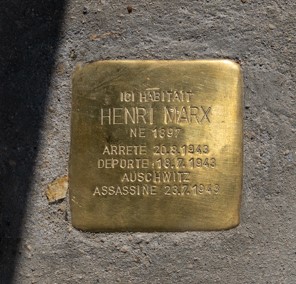 ICI HABITAIT
HENRI MARX
NE 1897
ARRETE 20.6.1943
DEPORTE 18.7.1943
AUSCHWITZ
ASSASSINE 23.7.1943